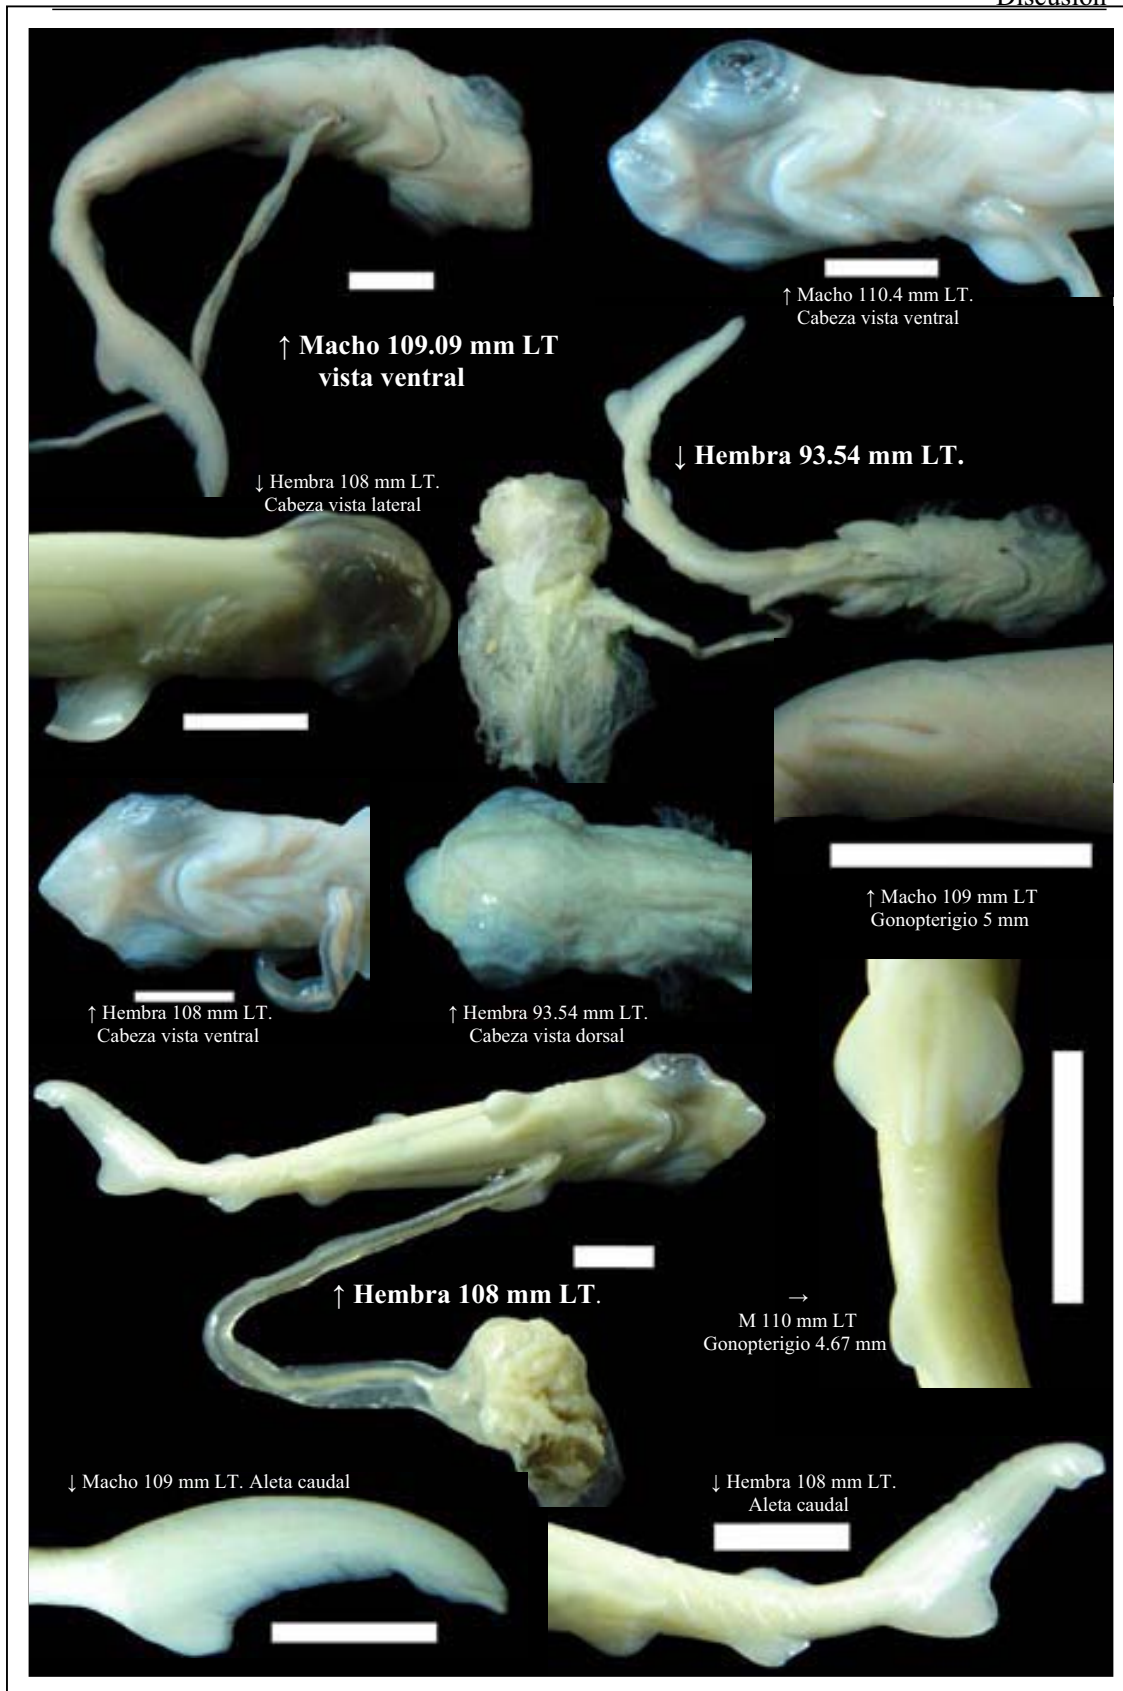 Discusión
↑ Macho 110.4 mm LT.
Cabeza vista ventral
↑ Macho 109.09 mm LT
vista ventral
↓ Hembra 93.54 mm LT.
↓ Hembra 108 mm LT.
Cabeza vista lateral
↑ Macho 109 mm LT
Gonopterigio 5 mm
↑ Hembra 108 mm LT.
Cabeza vista ventral
↑ Hembra 93.54 mm LT.
Cabeza vista dorsal
↑ Hembra 108 mm LT.
→
M 110 mm LT
Gonopterigio 4.67 mm
↓ Macho 109 mm LT. Aleta caudal
↓ Hembra 108 mm LT.
Aleta caudal